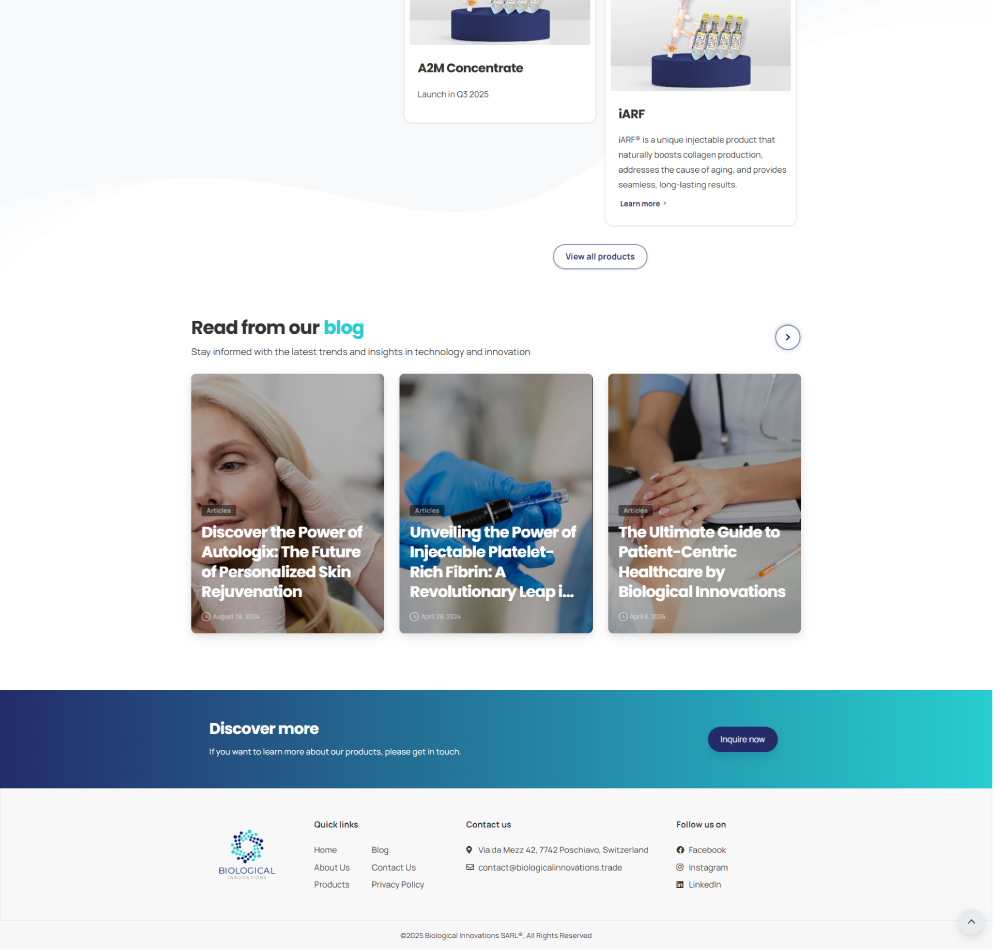 A2M Concentrate
Launch in Q3 2025
iARF
iARF® is a unique injectable product that
naturally boosts collagen production,
addresses the cause of aging, and provides
seamless, long-lasting results.
Learn more
View all products
Read from our blog
Stay informed with the latest trends and insights in technology and innovation
Articles
Discover the Power of
Autologix: The Future
of Personalized Skin
Rejuvenation
August 19, 2024
Articles
Unveiling the Power of
Injectable Platelet-
Rich Fibrin: A
Revolutionary Leap i...
April 29, 2024
Articles
The Ultimate Guide to
Patient-Centric
Healthcare by
Biological Innovations
April 6, 2024
Discover more
If you want to learn more about our products, please get in touch.
Inquire now
BIOLOGICAL
INNOVATIONS
Quick links
Home
About Us
Products
Blog
Contact Us
Privacy Policy
Contact us
Via da Mezz 42, 7742 Poschiavo, Switzerland
contact@biologicalinnovations.trade
Follow us on
Facebook
Instagram
LinkedIn
©2025 Biological Innovations SARL®, All Rights Reserved